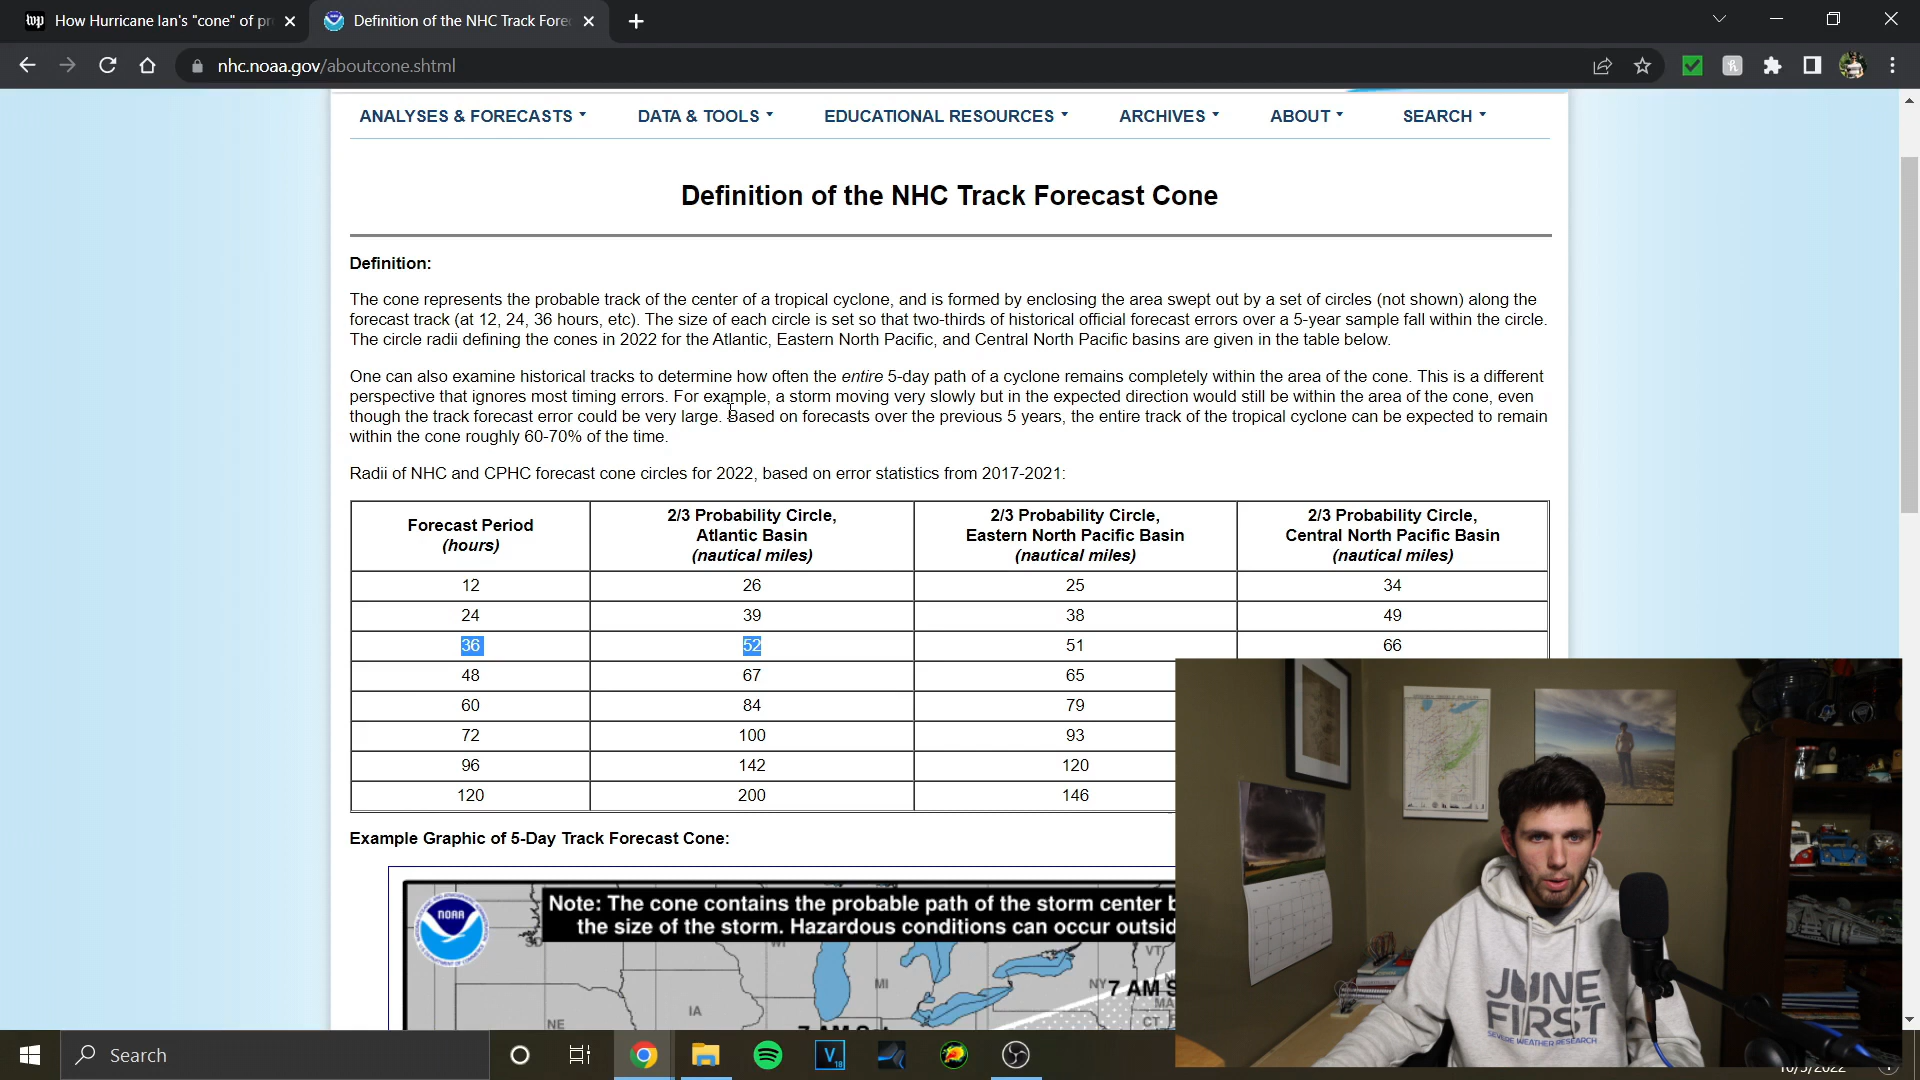 wp How Hurricane Ian's "cone" of pr
Definition of the NHC Track Fore
nhc.noaa.gov/aboutcone.shtml
ANALYSES & FORECASTS DATA & TOOLS EDUCATIONAL RESOURCES ARCHIVES ABOUT SEARCH
Definition of the NHC Track Forecast Cone
Definition:
The cone represents the probable track of the center of a tropical cyclone, and is formed by enclosing the area swept out by a set of circles (not shown) along the
forecast track (at 12, 24, 36 hours, etc). The size of each circle is set so that two-thirds of historical official forecast errors over a 5-year sample fall within the circle.
The circle radii defining the cones in 2022 for the Atlantic, Eastern North Pacific, and Central North Pacific basins are given in the table below.
One can also examine historical tracks to determine how often the entire 5-day path of a cyclone remains completely within the area of the cone. This is a different
perspective that ignores most timing errors. For example, a storm moving very slowly but in the expected direction would still be within the area of the cone, even
though the track forecast error could be very large. Based on forecasts over the previous 5 years, the entire track of the tropical cyclone can be expected to remain
within the cone roughly 60-70% of the time.
Radii of NHC and CPHC forecast cone circles for 2022, based on error statistics from 2017-2021:
Forecast Period
(hours)
2/3 Probability Circle,
Atlantic Basin
(nautical miles)
2/3 Probability Circle,
Eastern North Pacific Basin
(nautical miles)
2/3 Probability Circle,
Central North Pacific Basin
(nautical miles)
12 26 25 34
24 39 38 49
36 52 51 66
48 67 65
60 84 79
72 100 93
96 142 120
120 200 146
Example Graphic of 5-Day Track Forecast Cone:
NOAA
Note: The cone contains the probable path of the storm center b
the size of the storm. Hazardous conditions can occur outsid
SD
WI
VT
MI
NY
7 AM S
MA
IA
CT
NE
JUNE
FIRST
SEVERE WEATHER RESEARCH
Search
V
10/5/2022